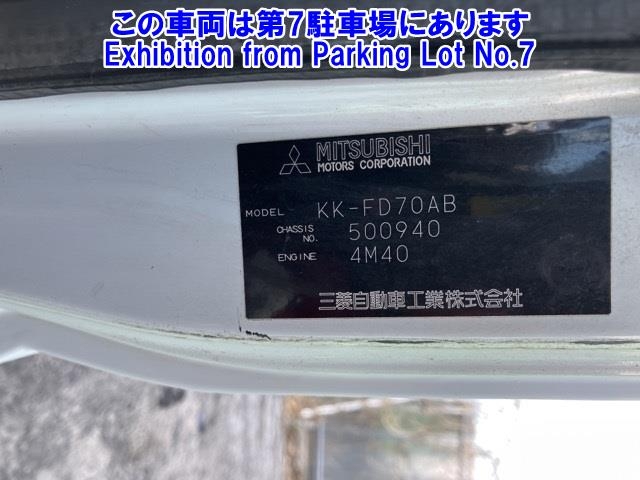 この車両は第7駐車場にあります
Exhibition from Parking Lot No.7
MITSUBISHI
MOTORS CORPORATION
MODEL KK-FD70AB
CHASSIS NO. 500940
ENGINE 4M40
三菱自動車工業株式会社